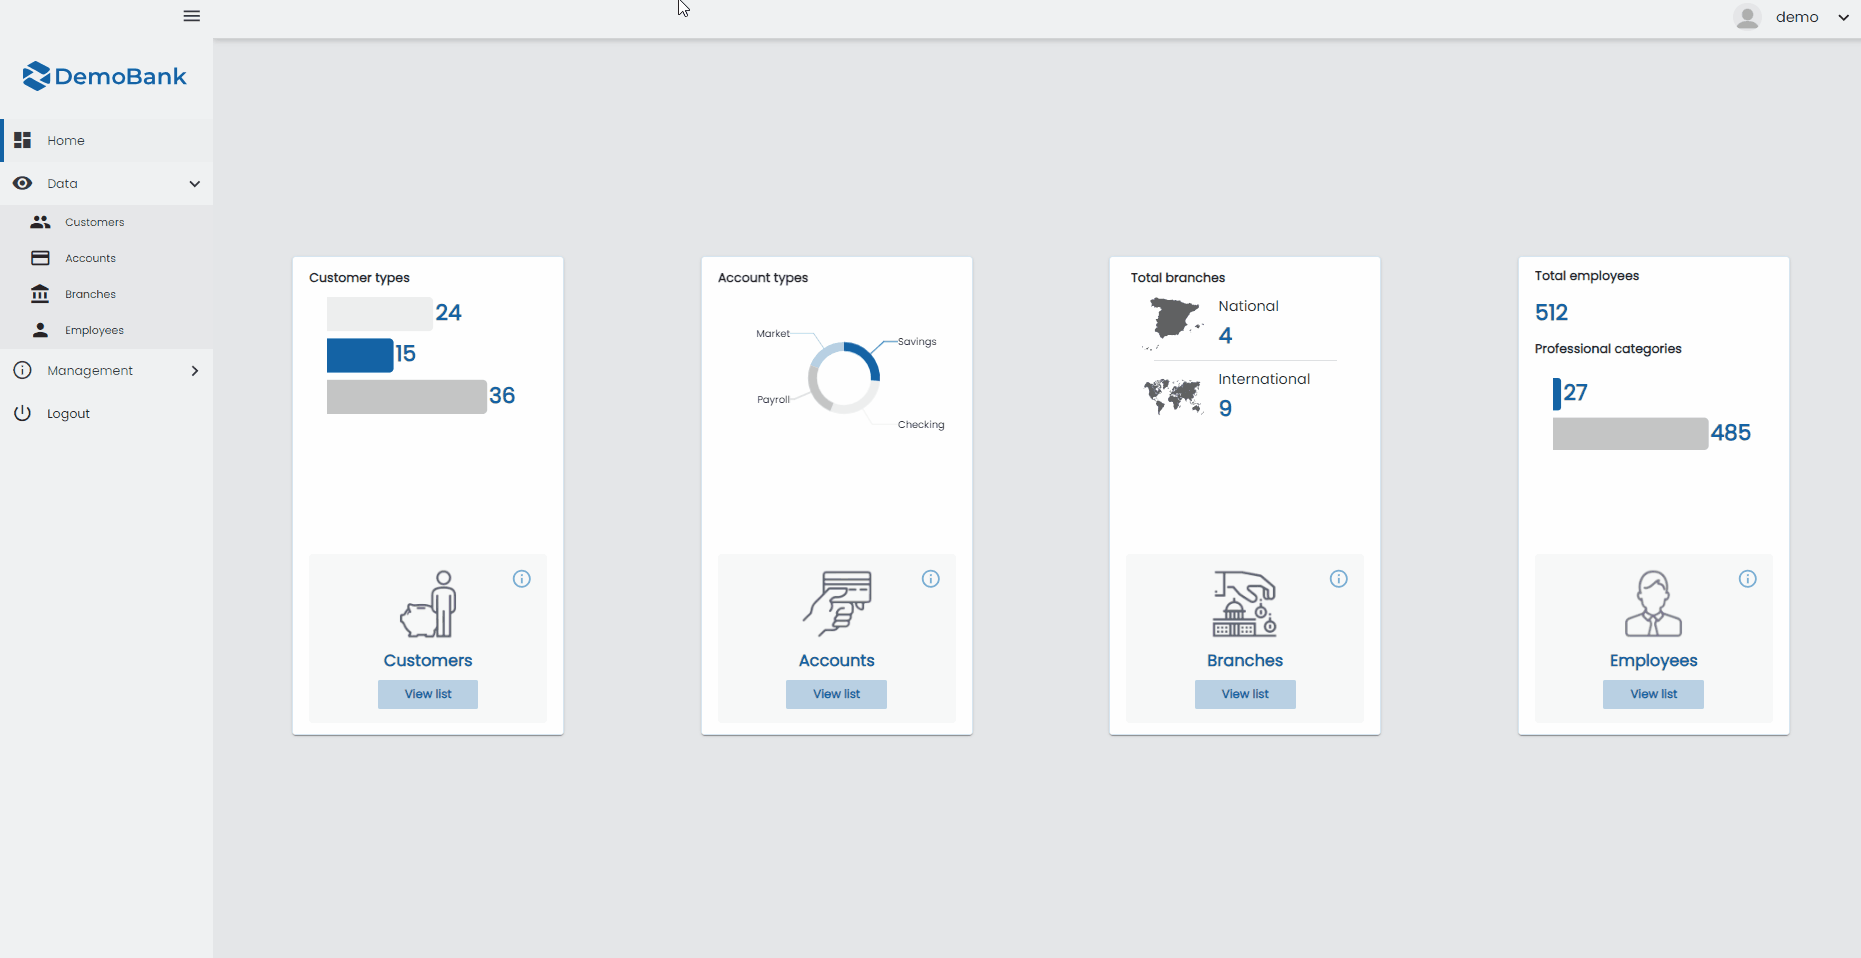 demo
DemoBank
Home
Data
Customers
Accounts
Branches
Employees
Management
Logout
Customer types
24
15
36
Customers
View list
Account types
Market
Savings
Payroll
Checking
Accounts
View list
Total branches
National
4
International
9
Branches
View list
Total employees
512
Professional categories
27
485
Employees
View list